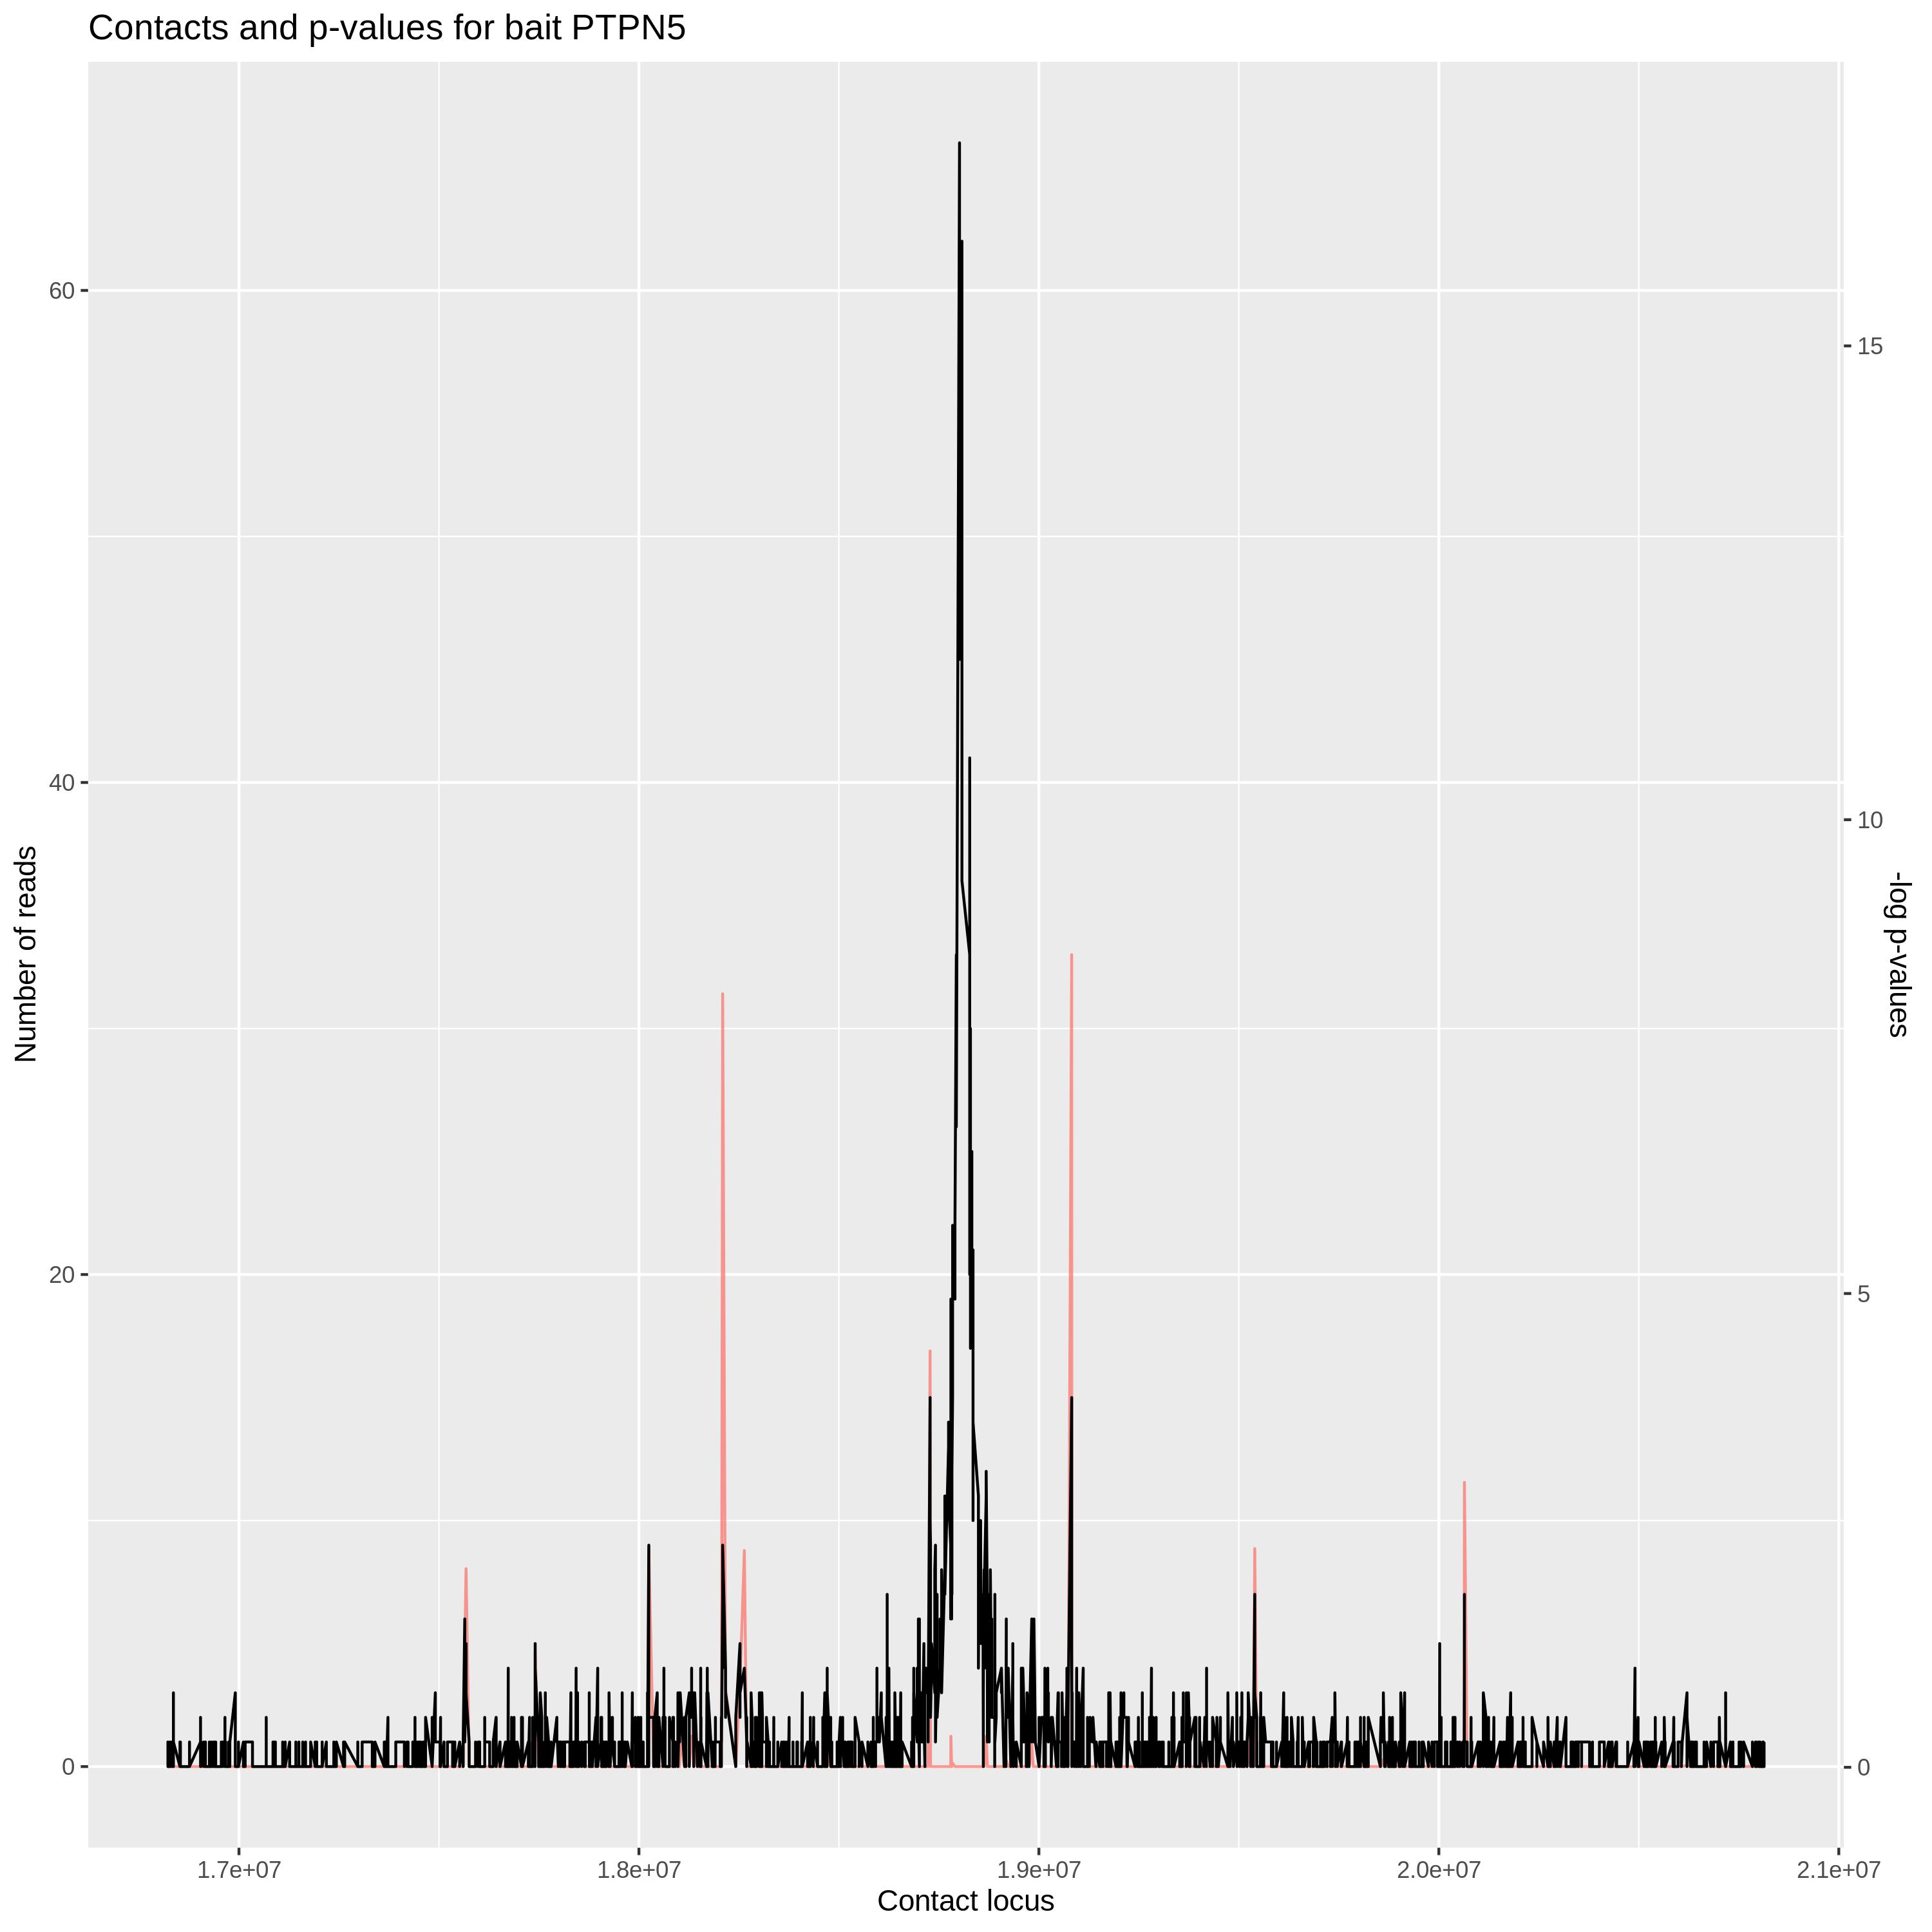 Contacts and p-values for bait PTPN5
Number of reads
60
40
20
0
15
10
5
0
-log p-values
1.7e+07
1.8e+07
1.9e+07
2.0e+07
2.1e+07
Contact locus